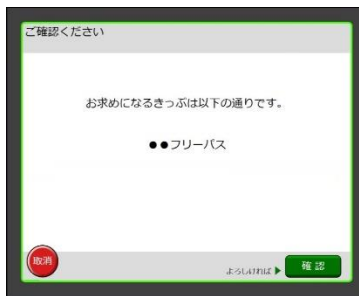 ご確認ください
お求めになるきっぷは以下の通りです。
●●フリーパス
取消
よろしければ ▶ 確認